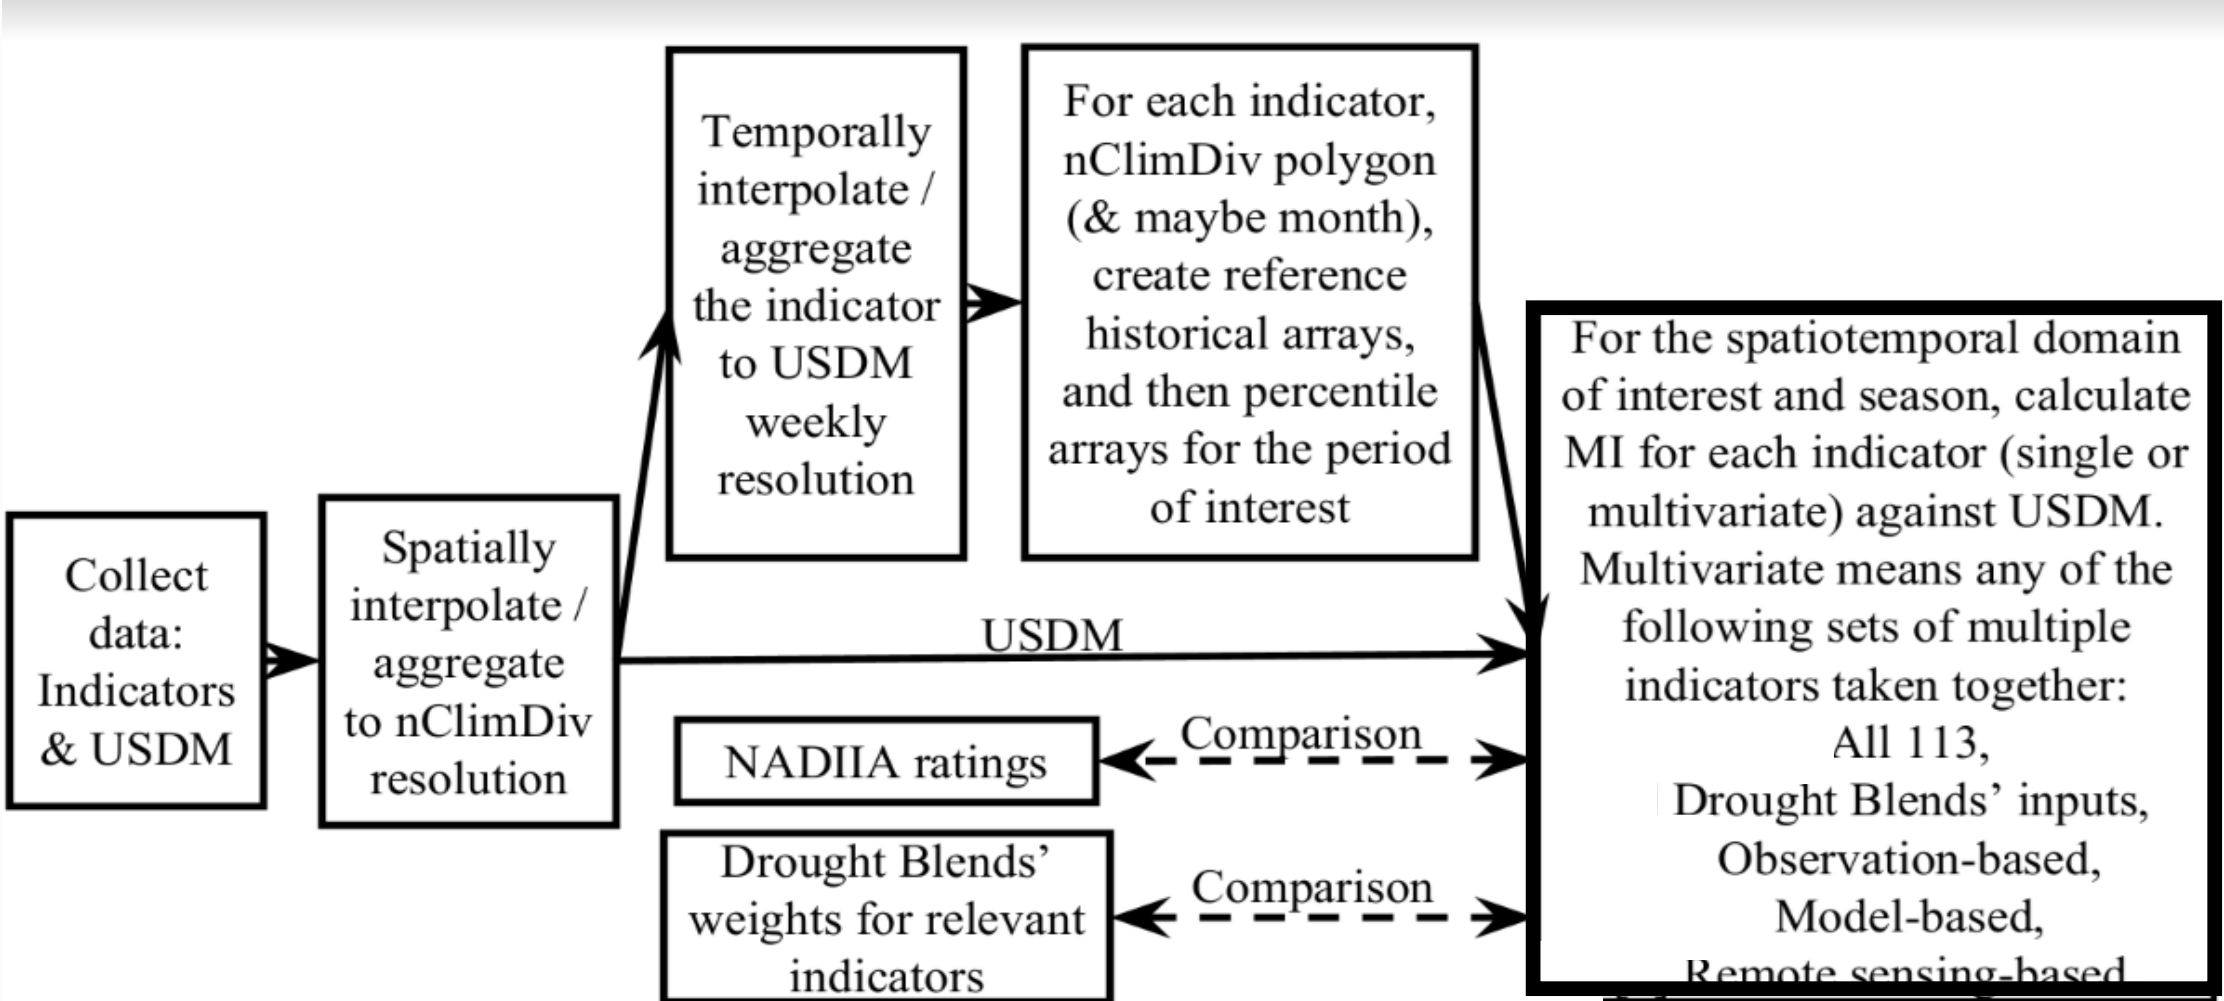 Collect
data:
Indicators
& USDM
Spatially
interpolate /
aggregate
to nClimDiv
resolution
Temporally
interpolate /
aggregate
the indicator
to USDM
weekly
resolution
For each indicator,
nClimDiv polygon
(& maybe month),
create reference
historical arrays,
and then percentile
arrays for the period
of interest
USDM
NADIIA ratings
Comparison
Drought Blends’
weights for relevant
indicators
Comparison
For the spatiotemporal domain
of interest and season, calculate
MI for each indicator (single or
multivariate) against USDM.
Multivariate means any of the
following sets of multiple
indicators taken together:
All 113,
Drought Blends’ inputs,
Observation-based,
Model-based,
Remote sensing-based